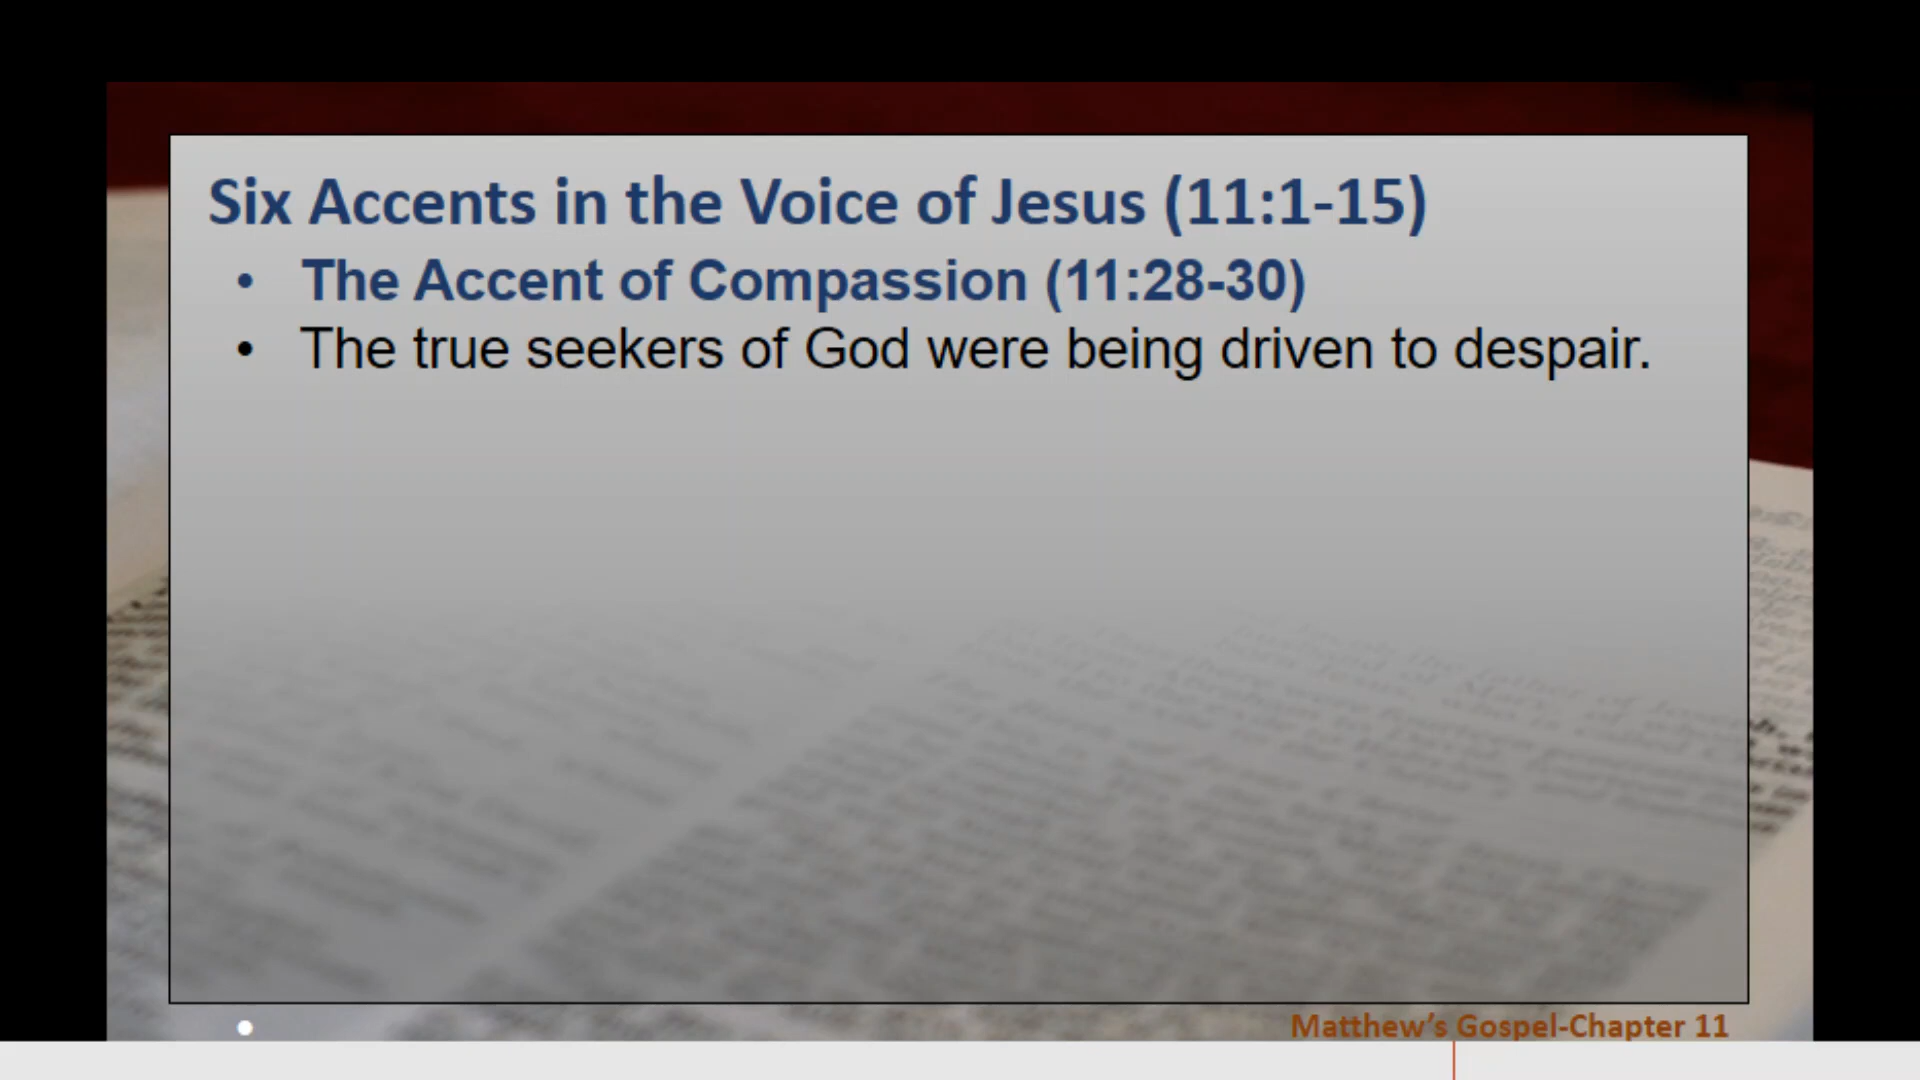 Six Accents in the Voice of Jesus (11:1-15)
• The Accent of Compassion (11:28-30)
• The true seekers of God were being driven to despair.
Matthew's Gospel-Chapter 11